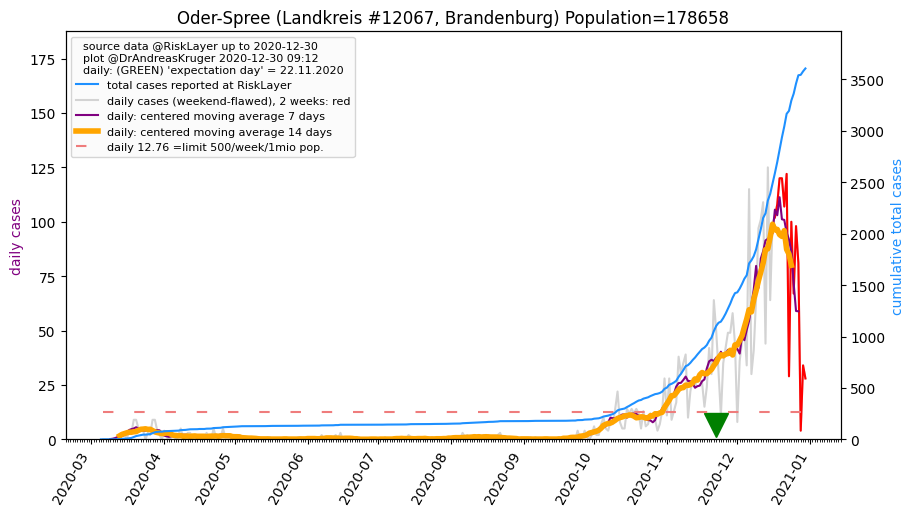 Oder-Spree (Landkreis #12067, Brandenburg) Population=178658
source data @RiskLayer up to 2020-12-30
plot @DrAndreasKruger 2020-12-30 09:12
daily: (GREEN) 'expectation day' = 22.11.2020
total cases reported at RiskLayer
daily cases (weekend-flawed), 2 weeks: red
daily: centered moving average 7 days
daily: centered moving average 14 days
daily 12.76 =limit 500/week/1mio pop.
daily cases
175
150
125
100
75
50
25
0
cumulative total cases
3500
3000
2500
2000
1500
1000
500
0
2020-03
2020-04
2020-05
2020-06
2020-07
2020-08
2020-09
2020-10
2020-11
2020-12
2021-01